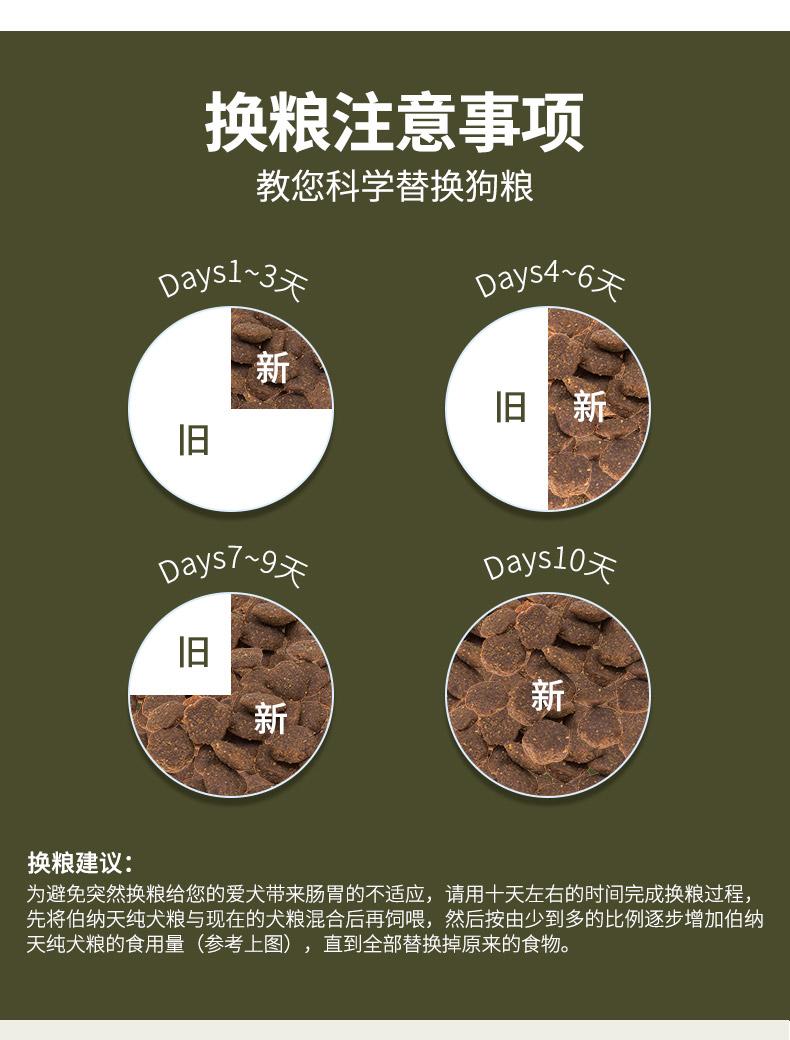 换粮注意事项
教您科学替换狗粮
Days1~3天
Days4~6天
新
旧
旧
新
Days7~9天
Days10天
旧
新
新
换粮建议：
为避免突然换粮给您的爱犬带来肠胃的不适应，请用十天左右的时间完成换粮过程，
先将伯纳天纯犬粮与现在的犬粮混合后再饲喂，然后按由少到多的比例逐步增加伯纳
天纯犬粮的食用量（参考上图），直到全部替换掉原来的食物。